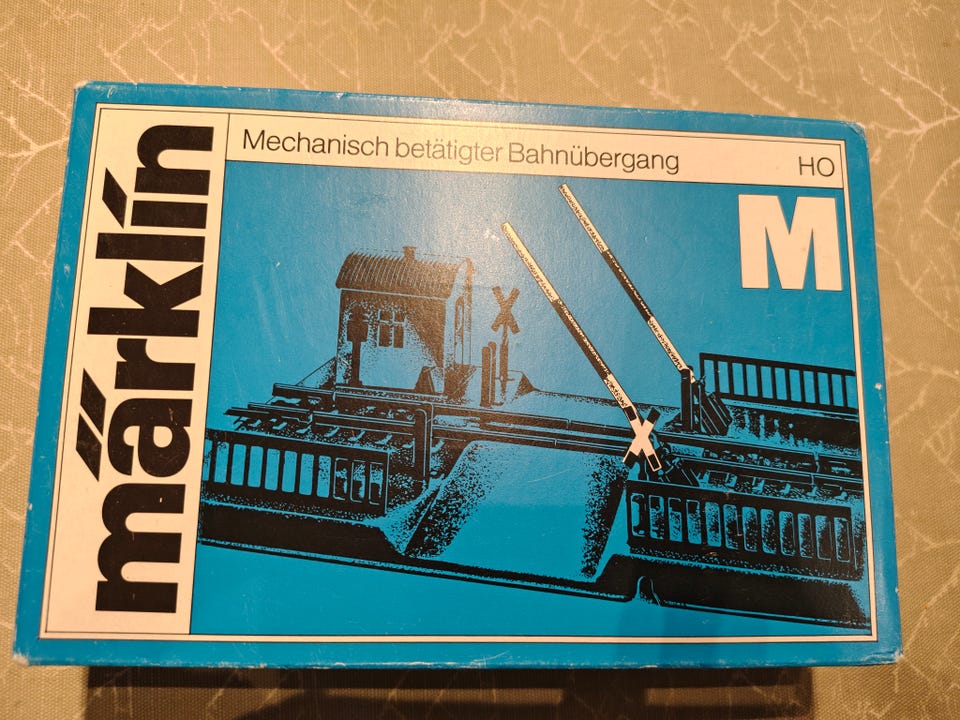 märklin
Mechanisch betätigter Bahnübergang
HO
M